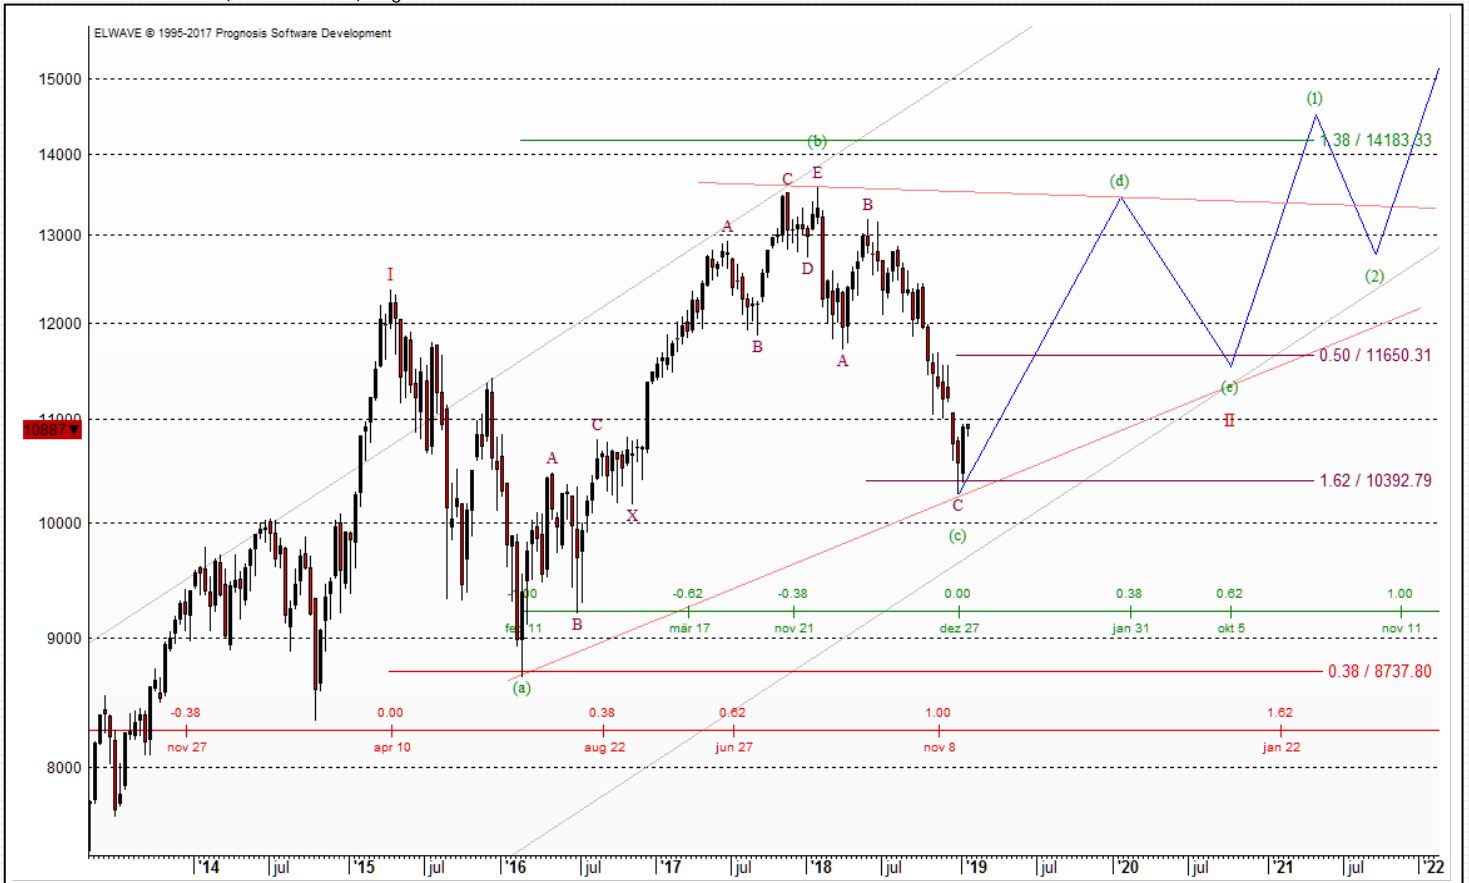 ELWAVE © 1995-2017 Prognosis Software Development
15000
(1)
1.38 / 14183.33
(b)
14000
E
C
(d)
B
A
13000
D
(2)
I
12000
B
A
0.50 / 11650.31
(e)
11000
II
10887▼
C
A
1.62 / 10392.79
C
X
10000
(c)
-0.62 -0.38 0.00 0.38 0.62 1.00
B
mär 17 nov 21 dez 27 jan 31 okt 5 nov 11
9000
0.38 / 8737.80
(a)
-0.38 0.00 0.38 0.62 1.00 1.62
nov 27 apr 10 aug 22 jun 27 nov 8 jan 22
8000
'14 jul '15 jul '16 jul '17 jul '18 jul '19 jul '20 jul '21 jul '22